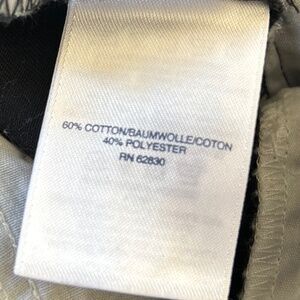 60% COTTON/BAUMWOLLE/COTON
40% POLYESTER
RN 62830